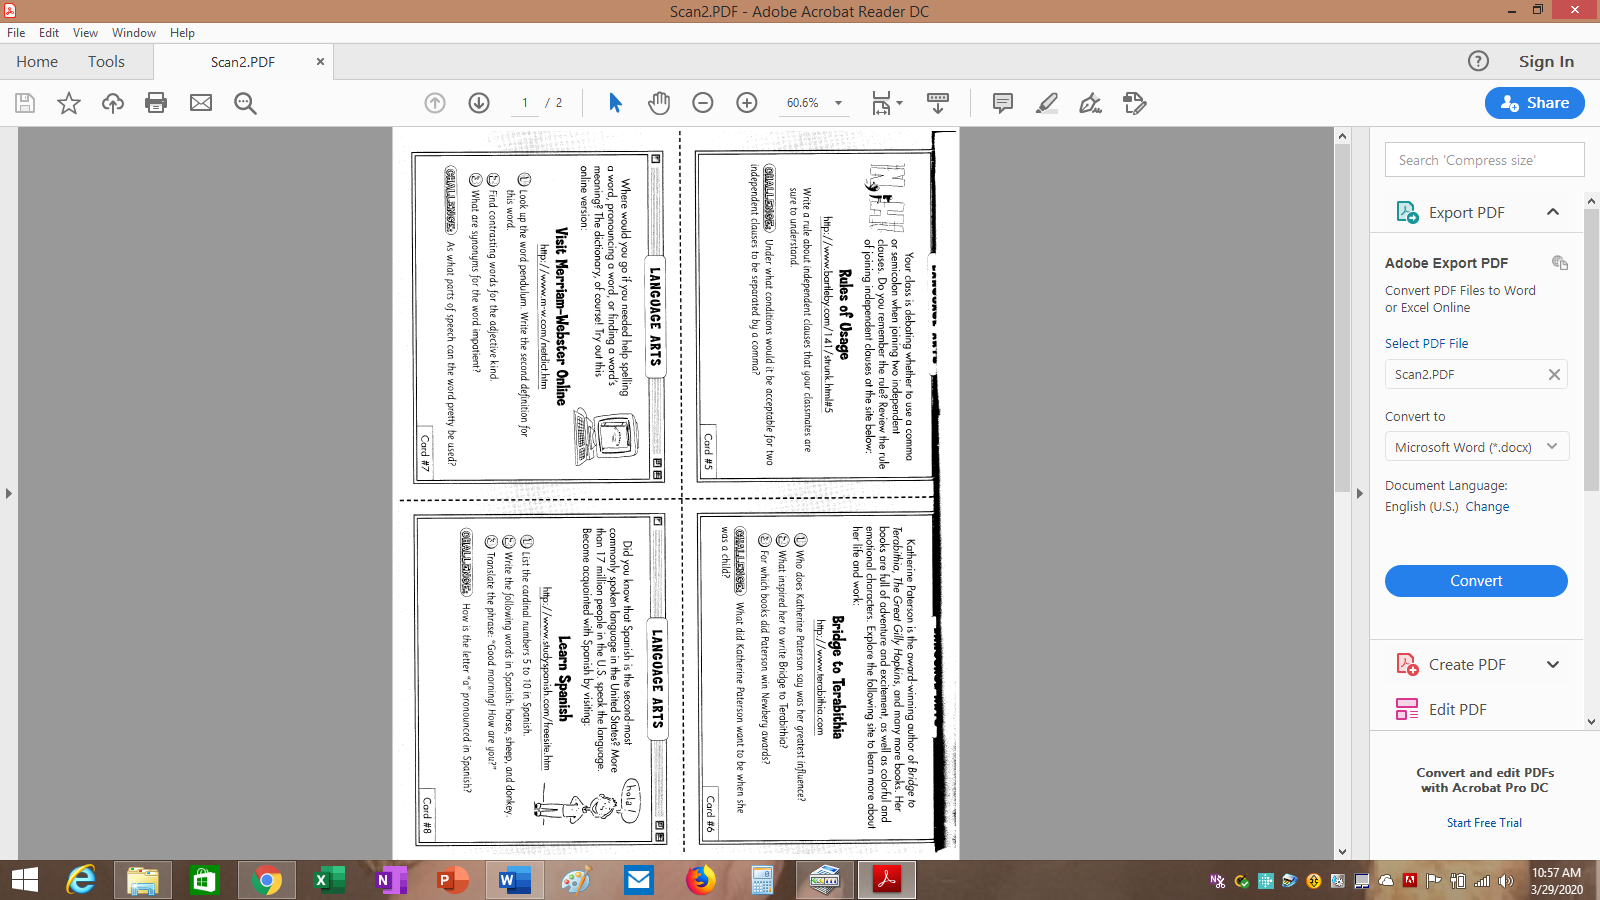 Scan2.PDF - Adobe Acrobat Reader DC
File Edit View Window Help
Home Tools Scan2.PDF × Sign In
1 / 2 60.6% Share
LANGUAGE ARTS
Your class is debating whether to use a comma
or semicolon when joining two independent
clauses. Do you remember the rule? Review the rule
of joining independent clauses at the site below:
Rules of Usage
http://www.bartleby.com/141/strunk.html#5
Write a rule about independent clauses that your classmates are
sure to understand.
CHALLENGE: Under what conditions would it be acceptable for two
independent clauses to be separated by a comma?
Card #5
Katherine Paterson is the award-winning author of Bridge to
Terabithia, The Great Gilly Hopkins, and many more books. Her
books are full of adventure and excitement, as well as colorful and
emotional characters. Explore the following site to learn more about
her life and work:
Bridge to Terabithia
http://www.terabithia.com
1 Who does Katherine Paterson say was her greatest influence?
2 What inspired her to write Bridge to Terabithia?
3 For which books did Paterson win Newbery awards?
CHALLENGE: What did Katherine Paterson want to be when she
was a child?
Card #6
LANGUAGE ARTS
Where would you go if you needed help spelling
a word, pronouncing a word, or finding a word's
meaning? The dictionary, of course! Try out this
online version:
Visit Merriam-Webster Online
http://www.m-w.com/netdict.htm
1 Look up the word pendulum. Write the second definition for
this word.
2 Find contrasting words for the adjective kind.
3 What are synonyms for the word impatient?
CHALLENGE: As what parts of speech can the word pretty be used?
Card #7
LANGUAGE ARTS
Did you know that Spanish is the second-most
commonly spoken language in the United States? More
than 17 million people in the U.S. speak the language.
Become acquainted with Spanish by visiting:
hola!
Learn Spanish
http://www.studyspanish.com/freesite.htm
1 List the cardinal numbers 5 to 10 in Spanish.
2 Write the following words in Spanish: horse, sheep, and donkey.
3 Translate the phrase: "Good morning! How are you?"
CHALLENGE: How is the letter "a" pronounced in Spanish?
Card #8
Search 'Compress size'
Export PDF
Adobe Export PDF
Convert PDF Files to Word
or Excel Online
Select PDF File
Scan2.PDF
Convert to
Microsoft Word (*.docx)
Document Language:
English (U.S.) Change
Convert
Create PDF
Edit PDF
Convert and edit PDFs
with Acrobat Pro DC
Start Free Trial
10:57 AM
3/29/2020